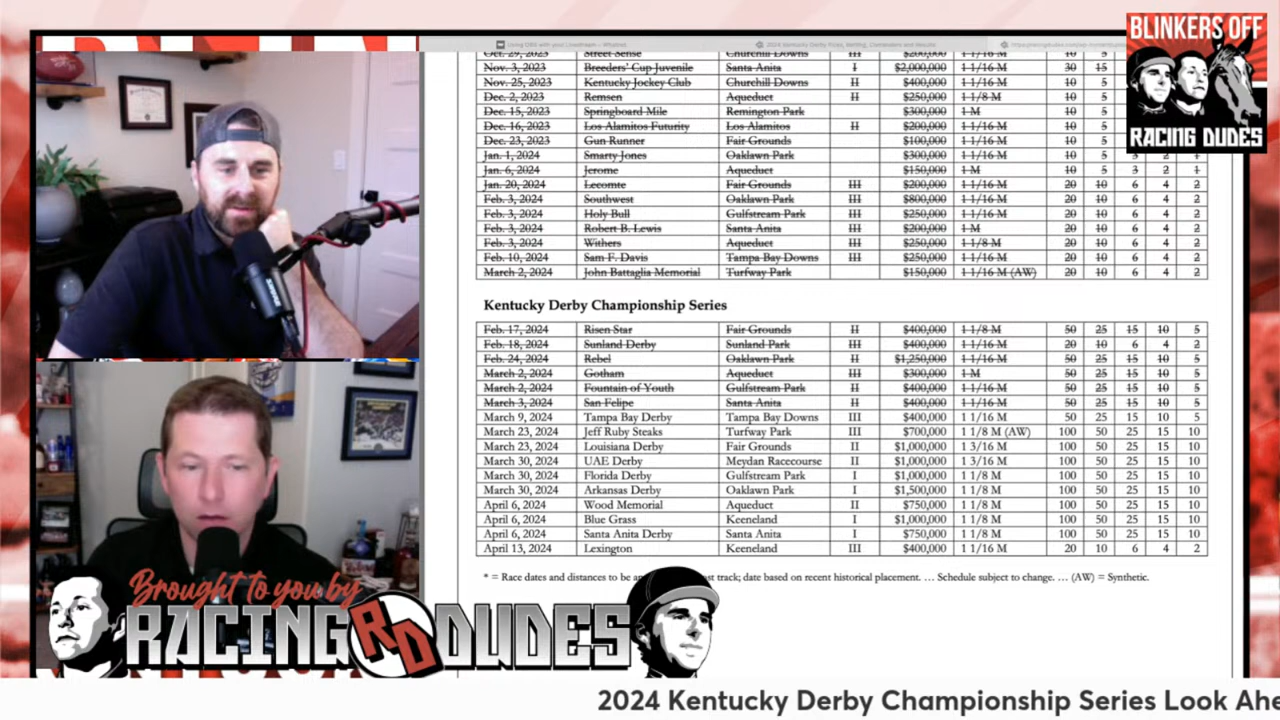 BLINKERS OFF
RACING DUDES
Oct. 29, 2023 Street Sense Churchill Downs III $200,000 1 1/16 M 10 5
Nov. 3, 2023 Breeders' Cup Juvenile Santa Anita I $2,000,000 1 1/16 M 30 15
Nov. 25, 2023 Kentucky Jockey Club Churchill Downs II $400,000 1 1/16 M 10 5
Dec. 2, 2023 Remsen Aqueduct II $250,000 1 1/8 M 10 5
Dec. 15, 2023 Springboard Mile Remington Park $300,000 1 M 10 5
Dec. 16, 2023 Los Alamitos Futurity Los Alamitos II $200,000 1 1/16 M 10 5
Dec. 23, 2023 Gun Runner Fair Grounds $100,000 1 1/16 M 10 5
Jan. 1, 2024 Smarty Jones Oaklawn Park $300,000 1 1/16 M 10 5 3 2 1
Jan. 6, 2024 Jerome Aqueduct $150,000 1 M 10 5 3 2 1
Jan. 20, 2024 Lecomte Fair Grounds III $200,000 1 1/16 M 20 10 6 4 2
Feb. 3, 2024 Southwest Oaklawn Park III $800,000 1 1/16 M 20 10 6 4 2
Feb. 3, 2024 Holy Bull Gulfstream Park III $250,000 1 1/16 M 20 10 6 4 2
Feb. 3, 2024 Robert B. Lewis Santa Anita III $200,000 1 M 20 10 6 4 2
Feb. 3, 2024 Withers Aqueduct III $250,000 1 1/8 M 20 10 6 4 2
Feb. 10, 2024 Sam F. Davis Tampa Bay Downs III $250,000 1 1/16 M 20 10 6 4 2
March 2, 2024 John Battaglia Memorial Turfway Park $150,000 1 1/16 M (AW) 20 10 6 4 2
Kentucky Derby Championship Series
Feb. 17, 2024 Risen Star Fair Grounds II $400,000 1 1/8 M 50 25 15 10 5
Feb. 18, 2024 Sunland Derby Sunland Park III $400,000 1 1/16 M 20 10 6 4 2
Feb. 24, 2024 Rebel Oaklawn Park II $1,250,000 1 1/16 M 50 25 15 10 5
March 2, 2024 Gotham Aqueduct III $300,000 1 M 50 25 15 10 5
March 2, 2024 Fountain of Youth Gulfstream Park II $400,000 1 1/16 M 50 25 15 10 5
March 3, 2024 San Felipe Santa Anita II $400,000 1 1/16 M 50 25 15 10 5
March 9, 2024 Tampa Bay Derby Tampa Bay Downs III $400,000 1 1/16 M 50 25 15 10 5
March 23, 2024 Jeff Ruby Steaks Turfway Park III $700,000 1 1/8 M (AW) 100 50 25 15 10
March 23, 2024 Louisiana Derby Fair Grounds II $1,000,000 1 3/16 M 100 50 25 15 10
March 30, 2024 UAE Derby Meydan Racecourse II $1,000,000 1 3/16 M 100 50 25 15 10
March 30, 2024 Florida Derby Gulfstream Park I $1,000,000 1 1/8 M 100 50 25 15 10
March 30, 2024 Arkansas Derby Oaklawn Park I $1,500,000 1 1/8 M 100 50 25 15 10
April 6, 2024 Wood Memorial Aqueduct II $750,000 1 1/8 M 100 50 25 15 10
April 6, 2024 Blue Grass Keeneland I $1,000,000 1 1/8 M 100 50 25 15 10
April 6, 2024 Santa Anita Derby Santa Anita I $750,000 1 1/8 M 100 50 25 15 10
April 13, 2024 Lexington Keeneland III $400,000 1 1/16 M 20 10 6 4 2
* = Race dates and distances to be an st track; date based on recent historical placement. … Schedule subject to change. … (AW) = Synthetic.
Brought to you by
RACING RD DUDES
2024 Kentucky Derby Championship Series Look Ahe